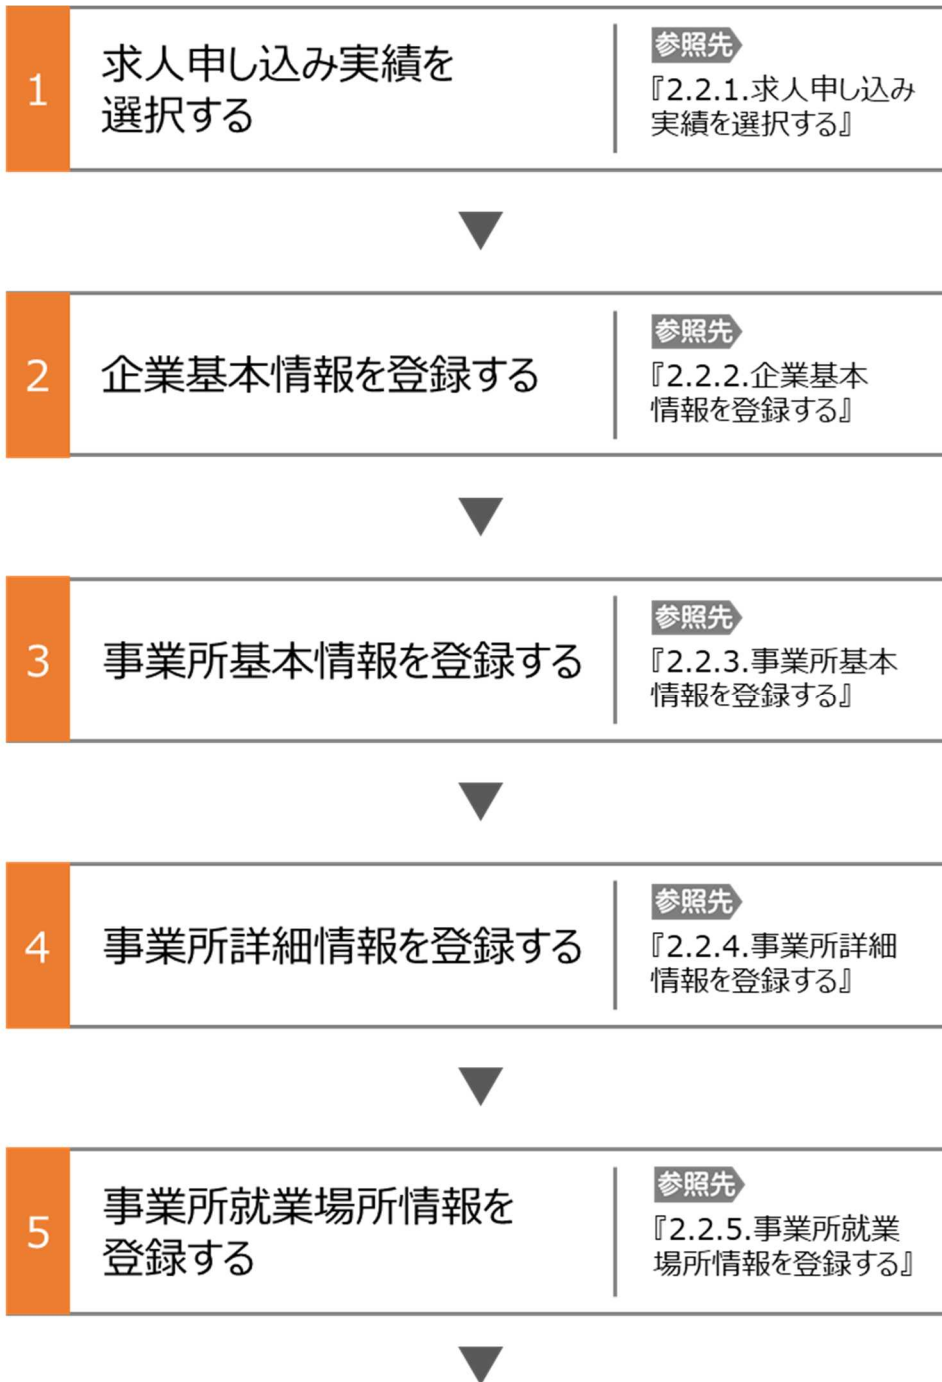 1
求人申し込み実績を
選択する
参照先
『2.2.1.求人申し込み
実績を選択する』
2
企業基本情報を登録する
参照先
『2.2.2.企業基本
情報を登録する』
3
事業所基本情報を登録する
参照先
『2.2.3.事業所基本
情報を登録する』
4
事業所詳細情報を登録する
参照先
『2.2.4.事業所詳細
情報を登録する』
5
事業所就業場所情報を
登録する
参照先
『2.2.5.事業所就業
場所情報を登録する』